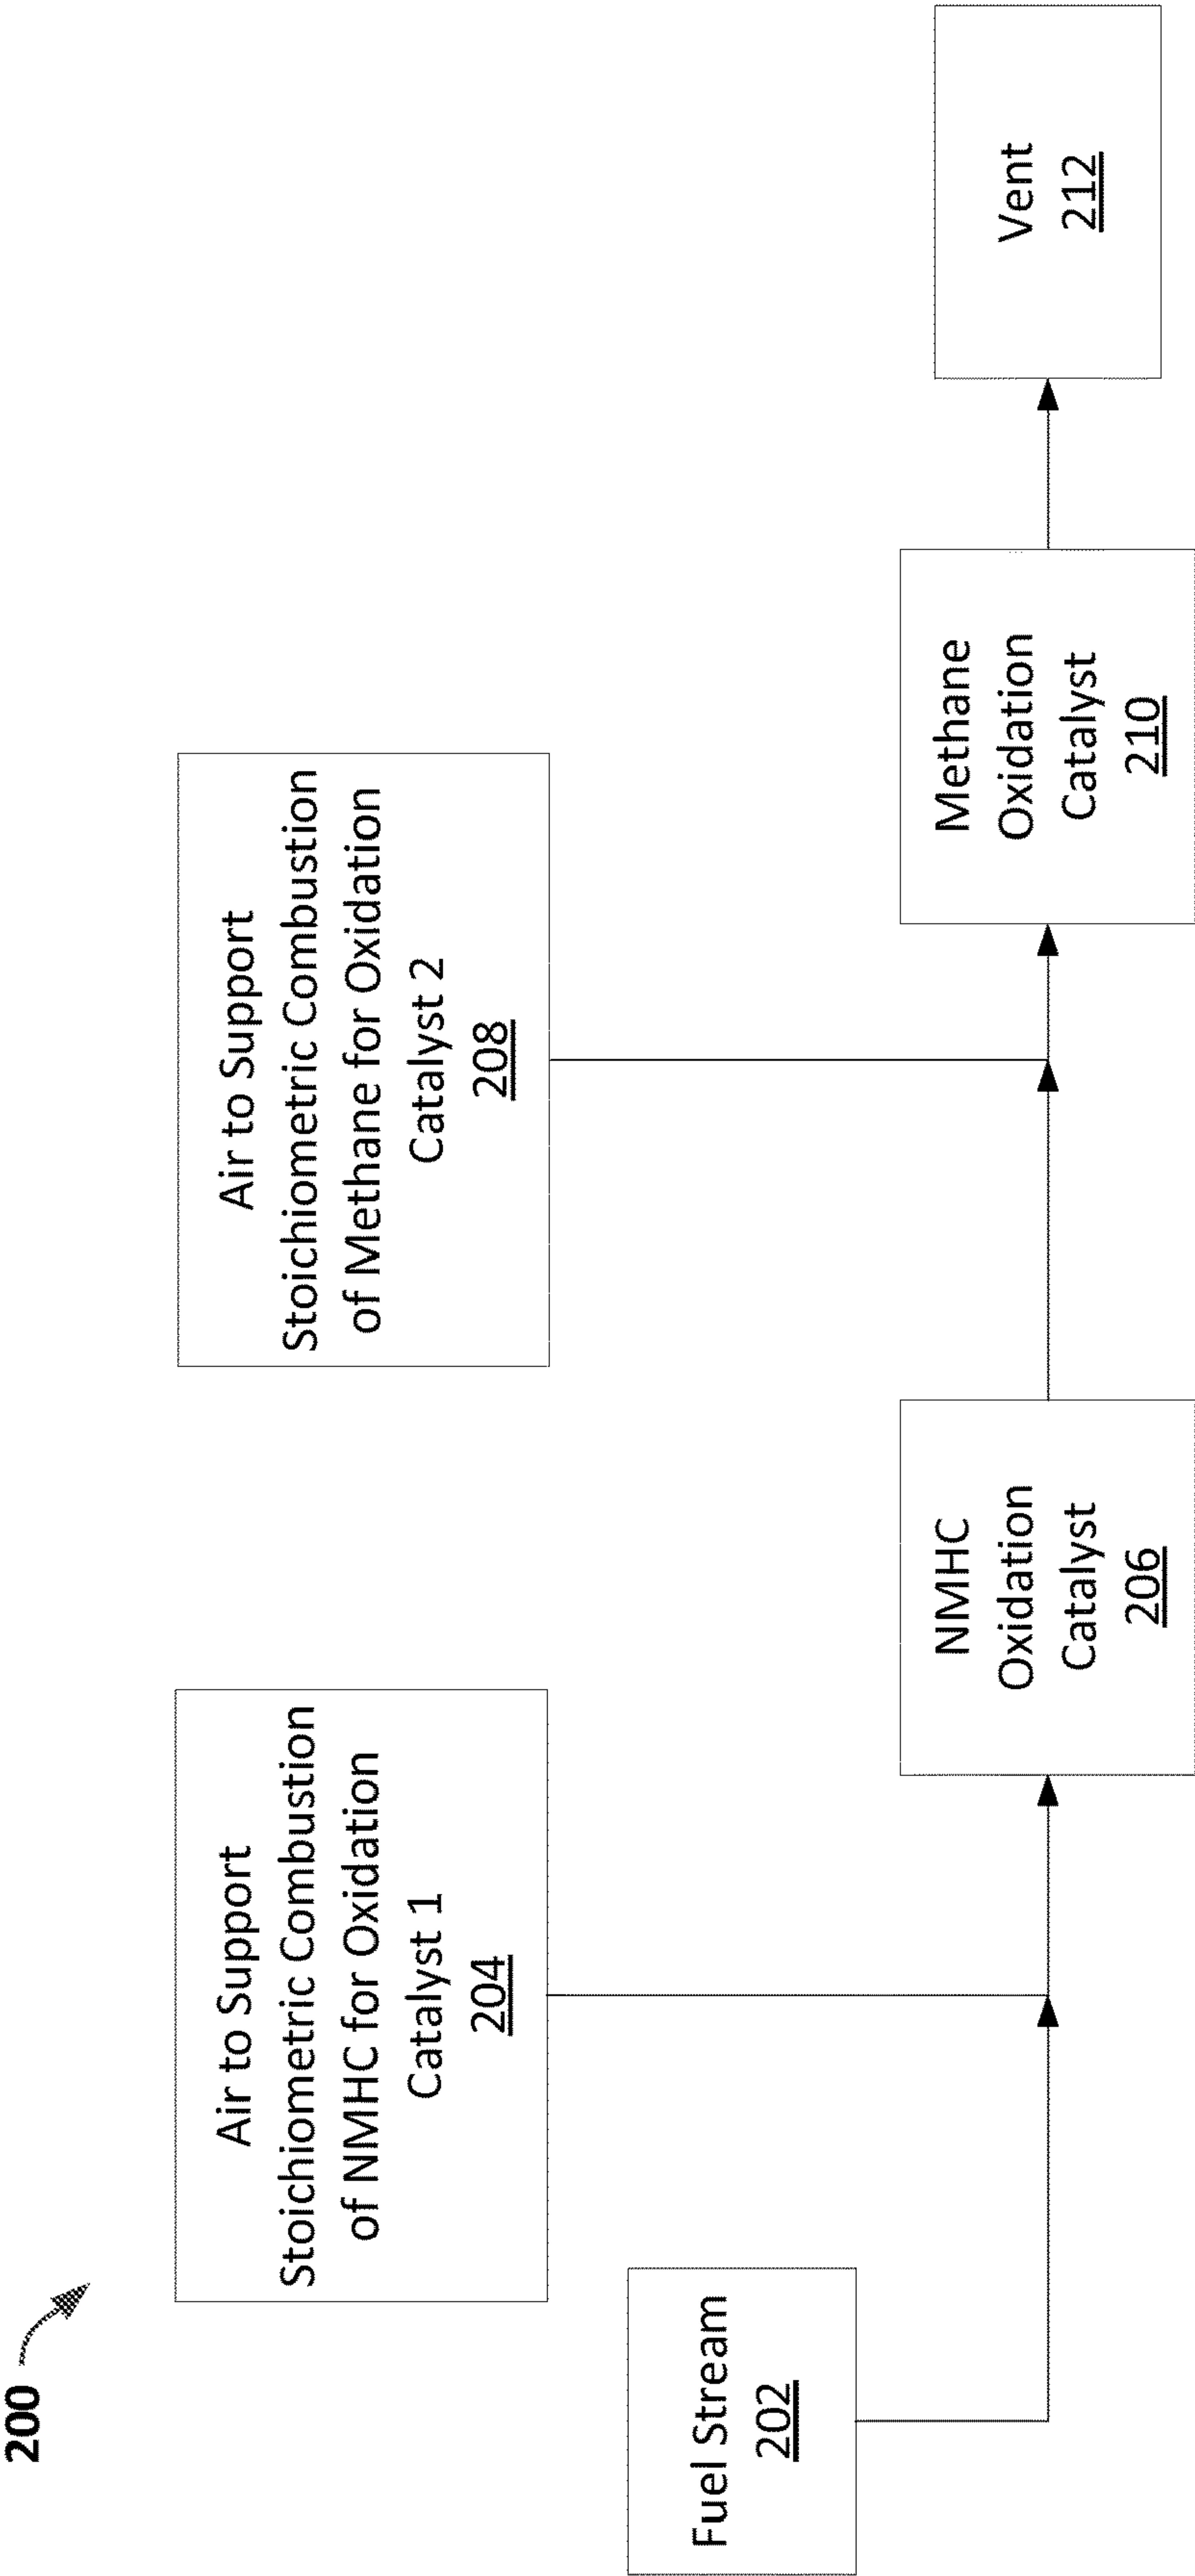 200
Air to Support
Stoichiometric Combustion
of NMHC for Oxidation
Catalyst 1
204
Air to Support
Stoichiometric Combustion
of Methane for Oxidation
Catalyst 2
208
Fuel Stream
202
NMHC
Oxidation
Catalyst
206
Methane
Oxidation
Catalyst
210
Vent
212